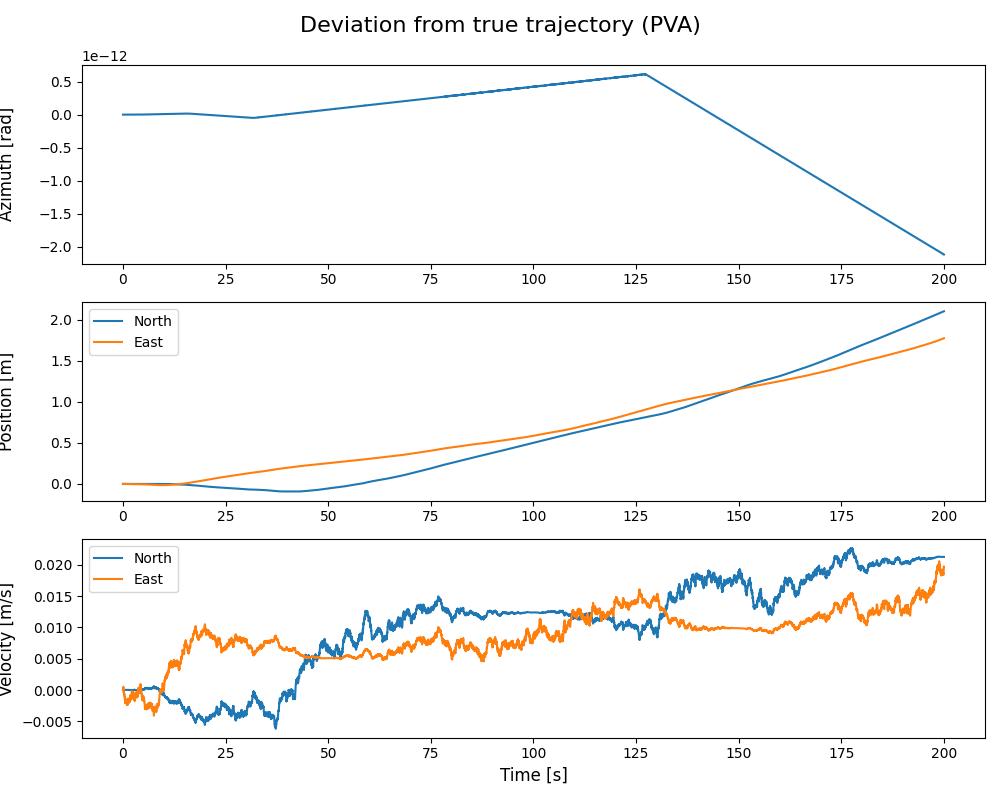 Deviation from true trajectory (PVA)
1e−12
0.5
0.0
−0.5
−1.0
−1.5
−2.0
Azimuth [rad]
0 25 50 75 100 125 150 175 200
North
East
2.0
1.5
1.0
0.5
0.0
Position [m]
0 25 50 75 100 125 150 175 200
North
East
0.020
0.015
0.010
0.005
0.000
−0.005
Velocity [m/s]
0 25 50 75 100 125 150 175 200
Time [s]